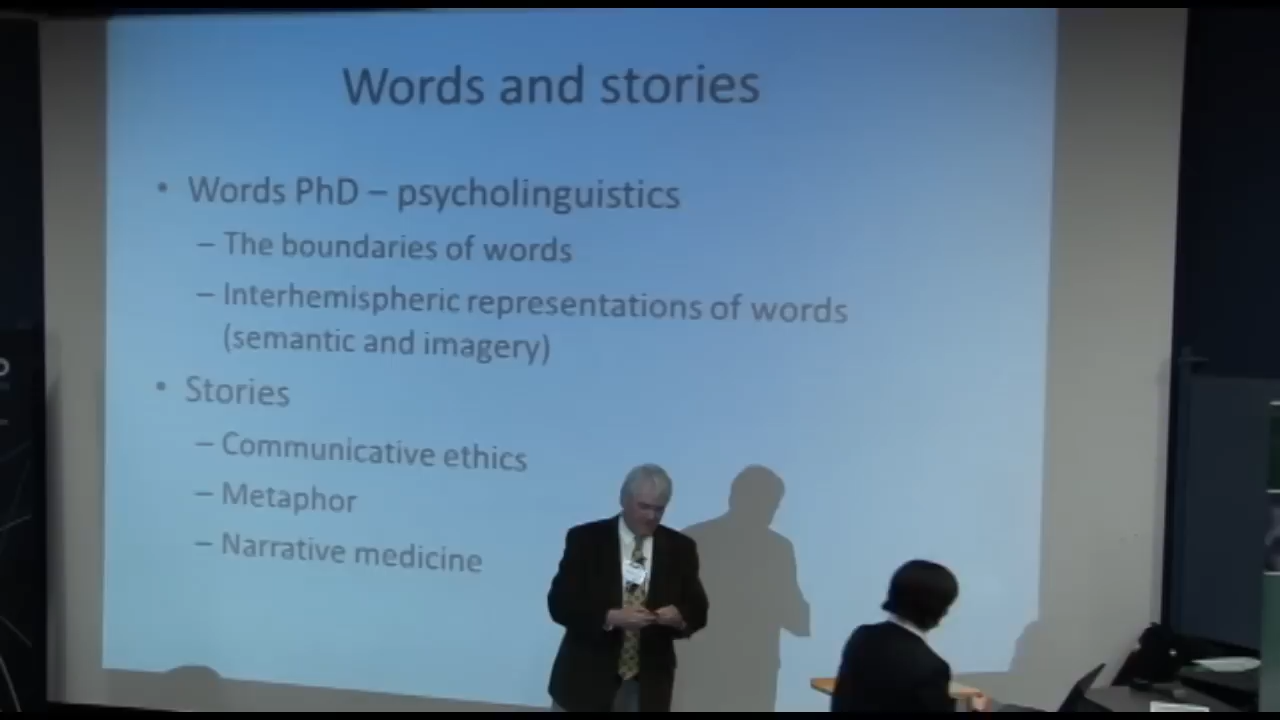 Words and stories
• Words PhD – psycholinguistics
– The boundaries of words
– Interhemispheric representations of words
(semantic and imagery)
• Stories
– Communicative ethics
– Metaphor
– Narrative medicine